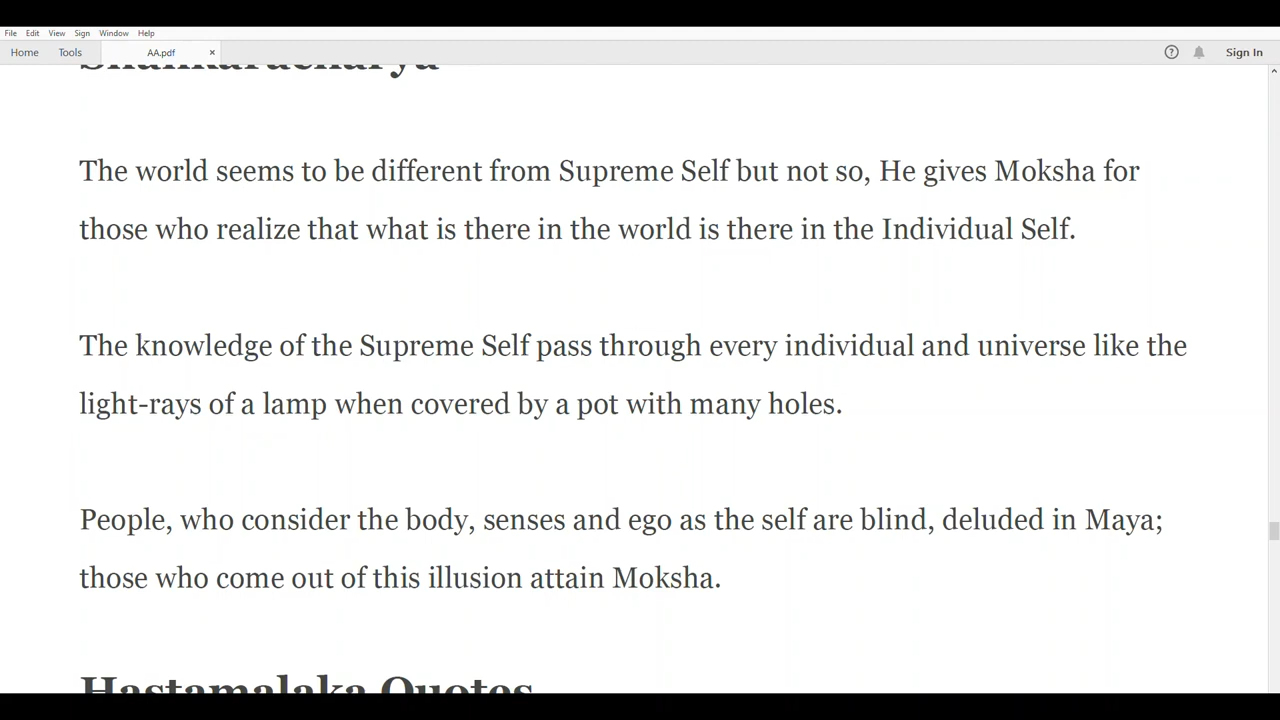 File Edit View Sign Window Help
Home Tools AA.pdf × ? Sign In
Shankaracharya
The world seems to be different from Supreme Self but not so, He gives Moksha for
those who realize that what is there in the world is there in the Individual Self.
The knowledge of the Supreme Self pass through every individual and universe like the
light-rays of a lamp when covered by a pot with many holes.
People, who consider the body, senses and ego as the self are blind, deluded in Maya;
those who come out of this illusion attain Moksha.
Hastamalaka Quotes